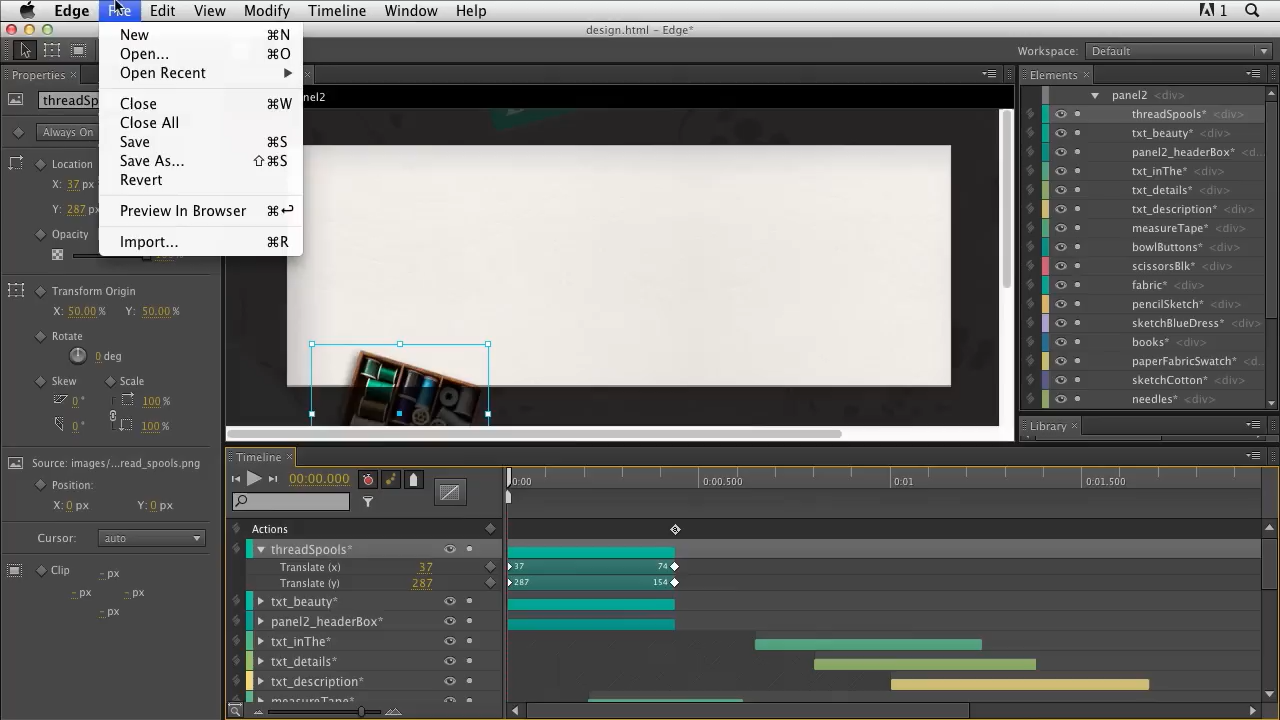 Edge File Edit View Modify Timeline Window Help 1
design.html – Edge*
Workspace: Default
New ⌘N
Open... ⌘O
Open Recent ▶
Close ⌘W
Close All
Save ⌘S
Save As... ⇧⌘S
Revert
Preview In Browser ⌘↩
Import... ⌘R
Properties
threadSp
Always On
Location
X: 37 px
Y: 287 px
Opacity
Transform Origin
X: 50.00 % Y: 50.00 %
Rotate
0 deg
Skew Scale
0° 100 %
0° 100 %
Source: images/...read_spools.png
Position:
X: 0 px Y: 0 px
Cursor: auto
Clip
- px
- px - px
- px
nel2
Elements
panel2 <div>
threadSpools* <div>
txt_beauty* <div>
panel2_headerBox* <d...
txt_inThe* <div>
txt_details* <div>
txt_description* <div>
measureTape* <div>
bowlButtons* <div>
scissorsBlk* <div>
fabric* <div>
pencilSketch* <div>
sketchBlueDress* <div>
books* <div>
paperFabricSwatch* <div>
sketchCotton* <div>
needles* <div>
Library
Timeline
00:00.000
0:00 0:00.500 0:01 0:01.500
Actions
threadSpools*
Translate (x) 37 37 74
Translate (y) 287 287 154
txt_beauty*
panel2_headerBox*
txt_inThe*
txt_details*
txt_description*
measureTape*